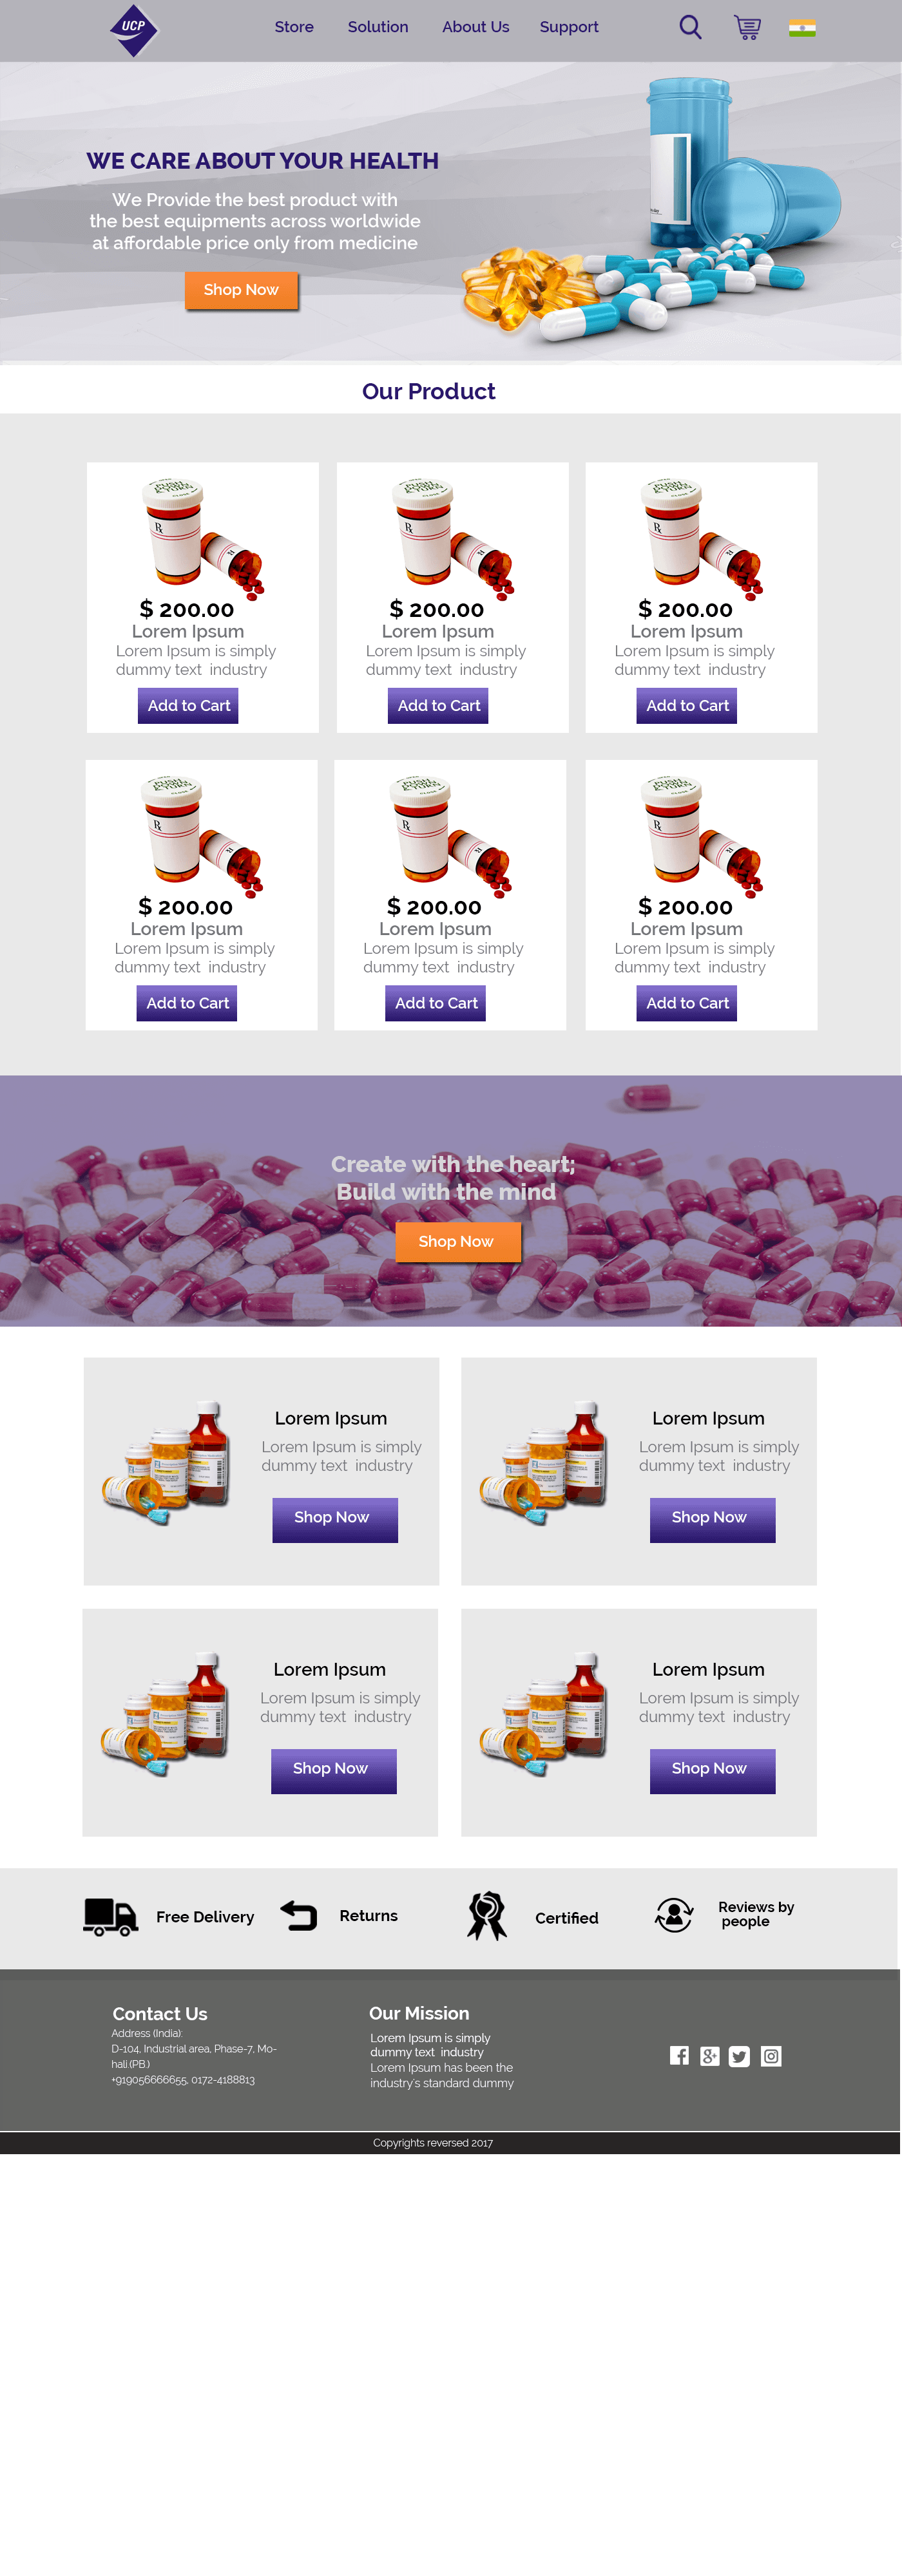 UCP
Store Solution About Us Support
WE CARE ABOUT YOUR HEALTH
We Provide the best product with
the best equipments across worldwide
at affordable price only from medicine
Shop Now
Our Product
$ 200.00
Lorem Ipsum
Lorem Ipsum is simply
dummy text industry
Add to Cart
$ 200.00
Lorem Ipsum
Lorem Ipsum is simply
dummy text industry
Add to Cart
$ 200.00
Lorem Ipsum
Lorem Ipsum is simply
dummy text industry
Add to Cart
$ 200.00
Lorem Ipsum
Lorem Ipsum is simply
dummy text industry
Add to Cart
$ 200.00
Lorem Ipsum
Lorem Ipsum is simply
dummy text industry
Add to Cart
$ 200.00
Lorem Ipsum
Lorem Ipsum is simply
dummy text industry
Add to Cart
Create with the heart;
Build with the mind
Shop Now
Lorem Ipsum
Lorem Ipsum is simply
dummy text industry
Shop Now
Lorem Ipsum
Lorem Ipsum is simply
dummy text industry
Shop Now
Lorem Ipsum
Lorem Ipsum is simply
dummy text industry
Shop Now
Lorem Ipsum
Lorem Ipsum is simply
dummy text industry
Shop Now
Free Delivery
Returns
Certified
Reviews by
people
Contact Us
Address (India):
D-104, Industrial area, Phase-7, Mo-
hali.(PB.)
+919056666655, 0172-4188813
Our Mission
Lorem Ipsum is simply
dummy text industry
Lorem Ipsum has been the
industry's standard dummy
Copyrights reversed 2017